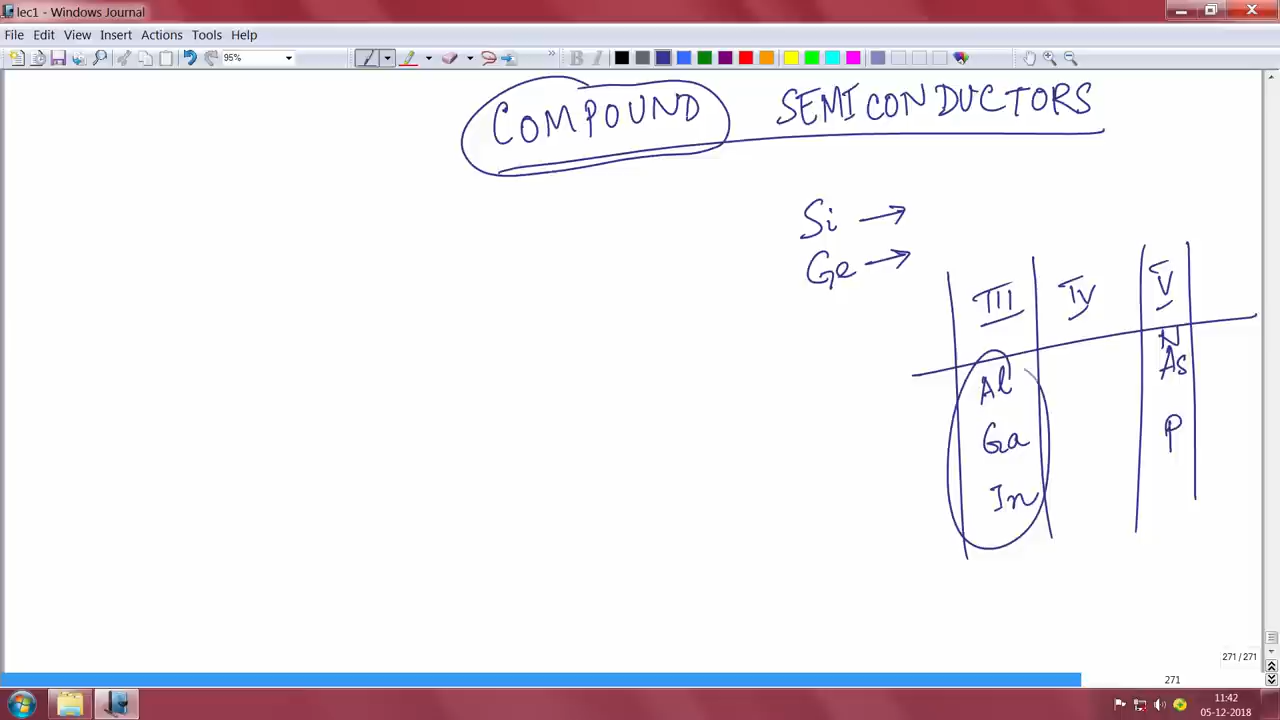 lec1 - Windows Journal
File Edit View Insert Actions Tools Help
95%
COMPOUND SEMICONDUCTORS
Si →
Ge →
III IV V
N
Al As
Ga P
In
271 / 271
271
11:42
05-12-2018